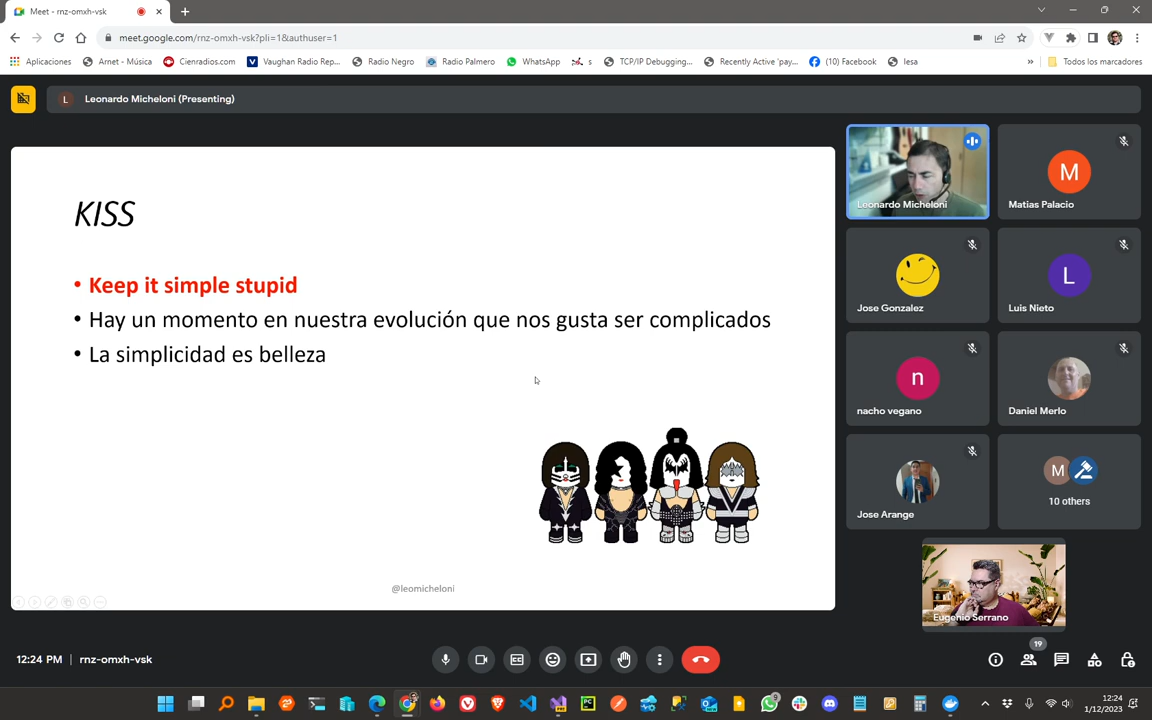 Meet - rnz-omxh-vsk
meet.google.com/rnz-omxh-vsk?pli=1&authuser=1
Aplicaciones
Arnet - Música
Cienradios.com
Vaughan Radio Rep...
Radio Negro
Radio Palmero
WhatsApp
s
TCP/IP Debugging...
Recently Active 'pay...
(10) Facebook
lesa
»
Todos los marcadores
L
Leonardo Micheloni (Presenting)
KISS
• Keep it simple stupid
• Hay un momento en nuestra evolución que nos gusta ser complicados
• La simplicidad es belleza
@leomicheloni
Leonardo Micheloni
M
Matias Palacio
Jose Gonzalez
L
Luis Nieto
n
nacho vegano
Daniel Merlo
Jose Arange
M
10 others
Eugenio Serrano
12:24 PM | rnz-omxh-vsk
19
9
12:24
1/12/2023